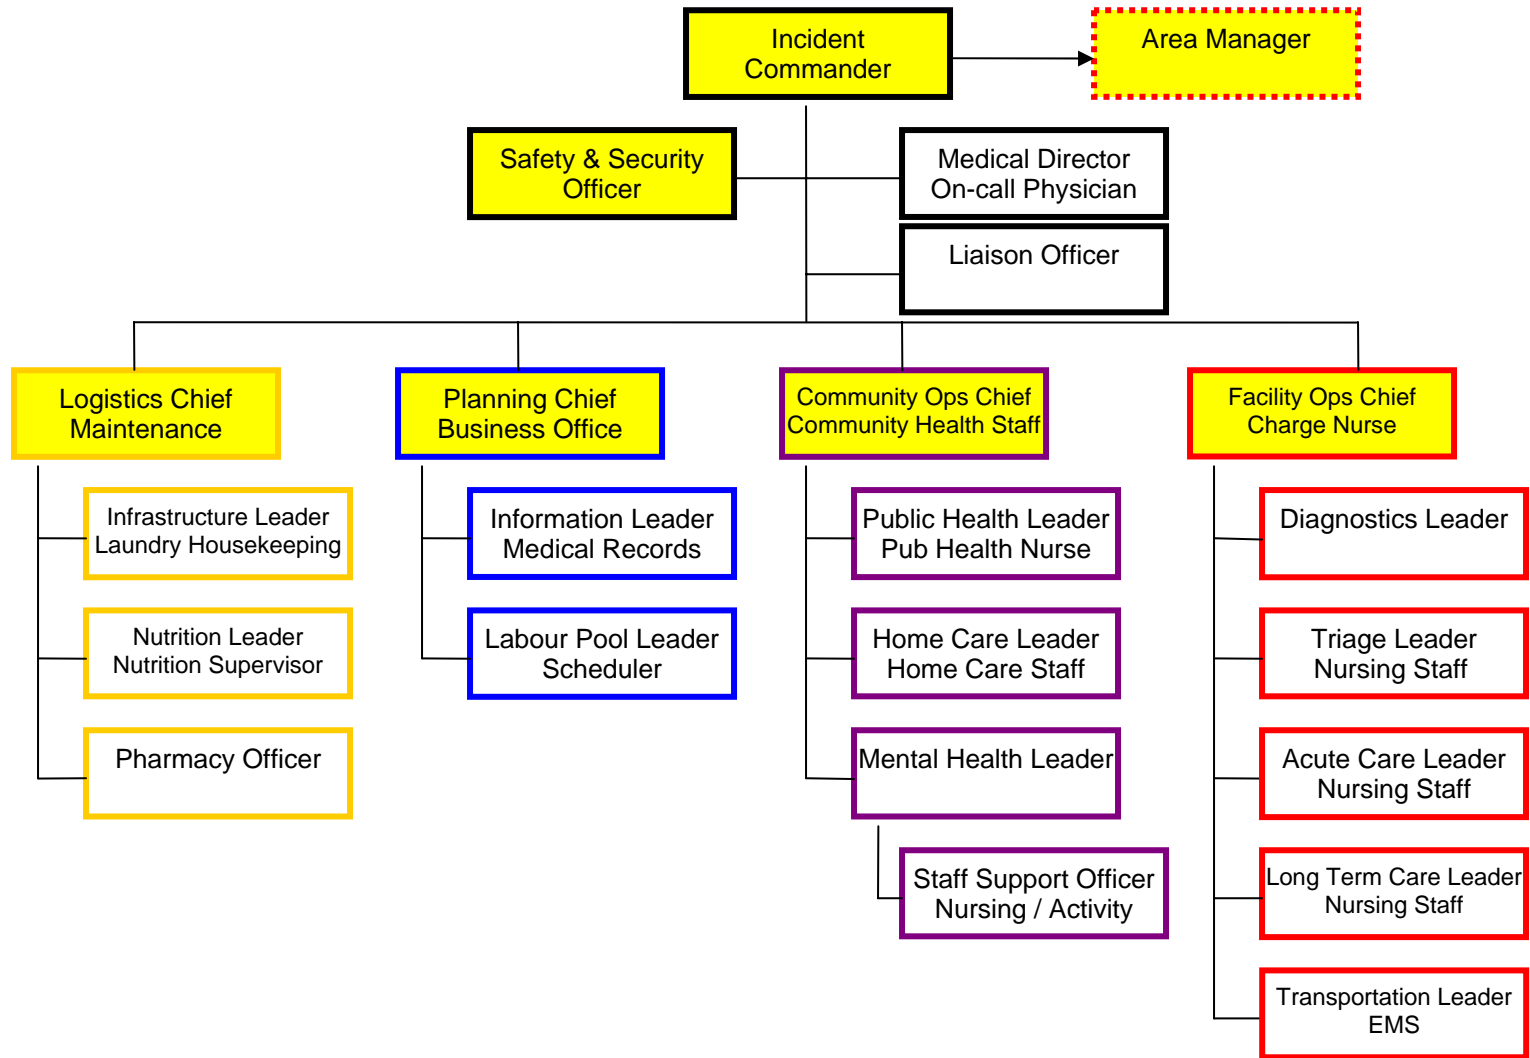 Incident
Commander
Area Manager
Safety & Security
Officer
Medical Director
On-call Physician
Liaison Officer
Logistics Chief
Maintenance
Planning Chief
Business Office
Community Ops Chief
Community Health Staff
Facility Ops Chief
Charge Nurse
Infrastructure Leader
Laundry Housekeeping
Information Leader
Medical Records
Public Health Leader
Pub Health Nurse
Diagnostics Leader
Nutrition Leader
Nutrition Supervisor
Labour Pool Leader
Scheduler
Home Care Leader
Home Care Staff
Triage Leader
Nursing Staff
Pharmacy Officer
Mental Health Leader
Acute Care Leader
Nursing Staff
Staff Support Officer
Nursing / Activity
Long Term Care Leader
Nursing Staff
Transportation Leader
EMS